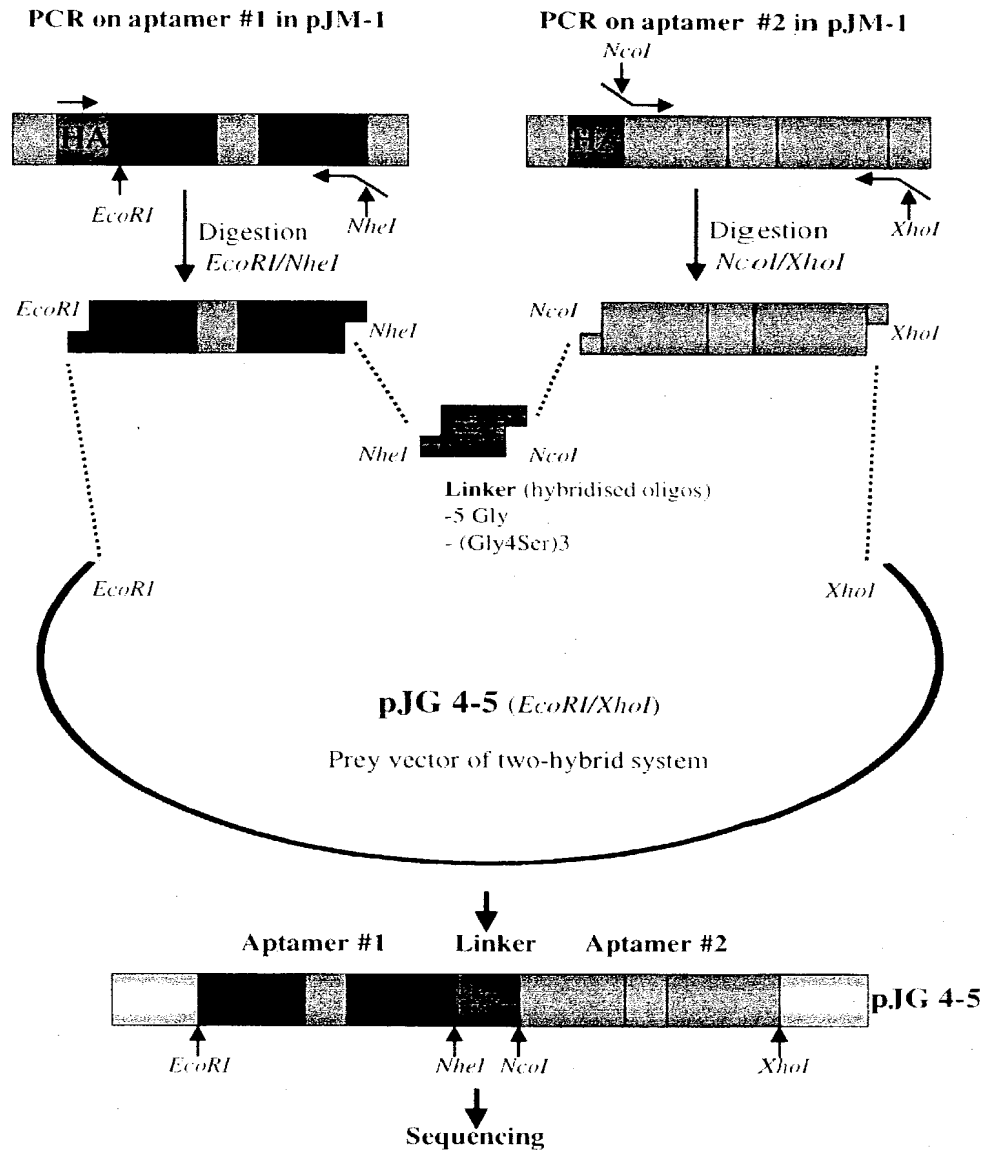 PCR on aptamer #1 in pJM-1
PCR on aptamer #2 in pJM-1
NcoI
HA
H
EcoRI
NheI
XhoI
Digestion
EcoRI/NheI
Digestion
NcoI/XhoI
EcoRI
NheI
NcoI
XhoI
NheI
NcoI
Linker (hybridised oligos)
-5 Gly
- (Gly4Ser)3
EcoRI
XhoI
pJG 4-5 (EcoRI/XhoI)
Prey vector of two-hybrid system
Aptamer #1
Linker
Aptamer #2
pJG 4-5
EcoRI
NheI
NcoI
XhoI
Sequencing